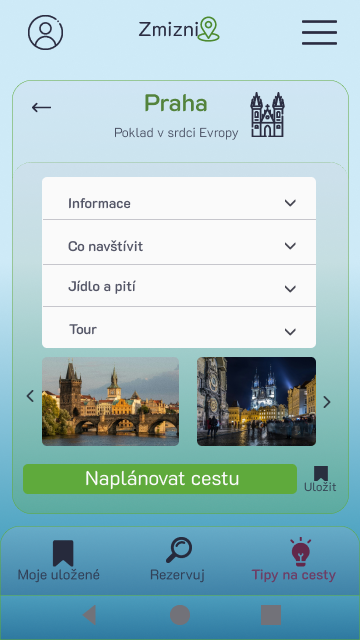 Zmizni
Praha
Poklad v srdci Evropy
Informace
Co navštívit
Jídlo a pití
Tour
Naplánovat cestu
Uložit
Moje uložené
Rezervuj
Tipy na cesty